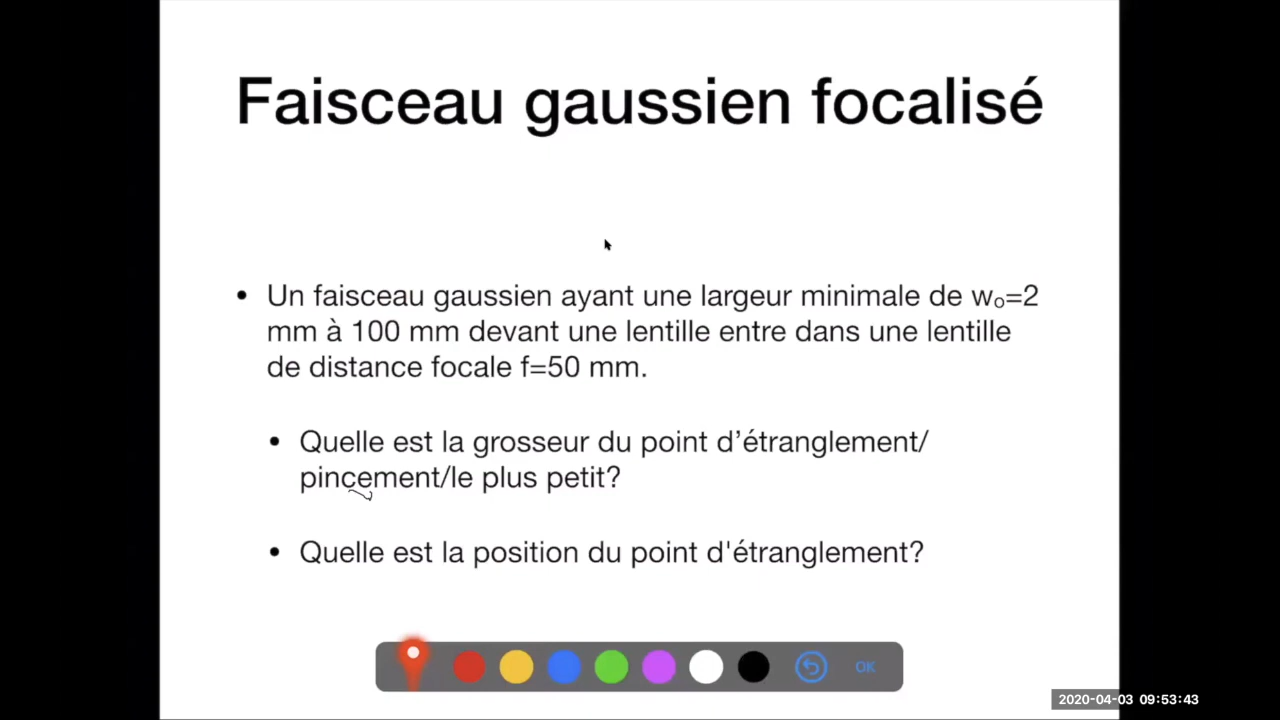 Faisceau gaussien focalisé
• Un faisceau gaussien ayant une largeur minimale de wₒ=2
mm à 100 mm devant une lentille entre dans une lentille
de distance focale f=50 mm.
• Quelle est la grosseur du point d’étranglement/
pincement/le plus petit?
• Quelle est la position du point d'étranglement?
OK
2020-04-03 09:53:43